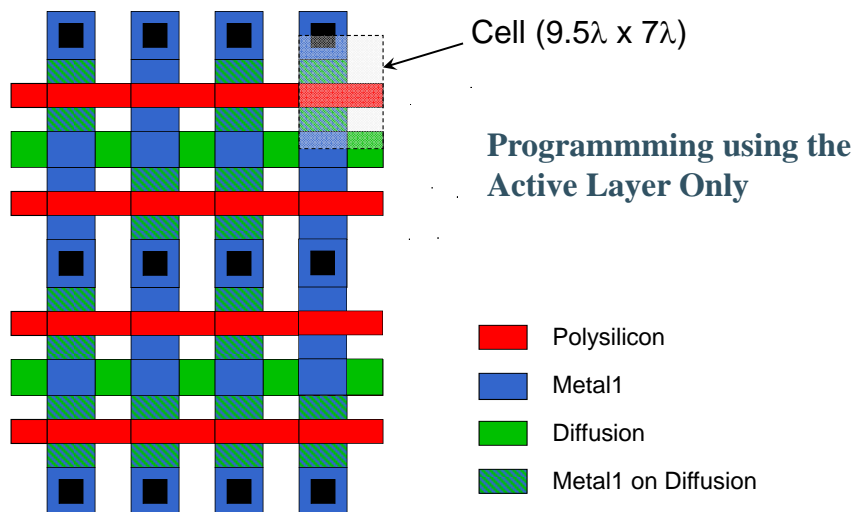 Cell (9.5λ x 7λ)
Programmming using the
Active Layer Only
Polysilicon
Metal1
Diffusion
Metal1 on Diffusion